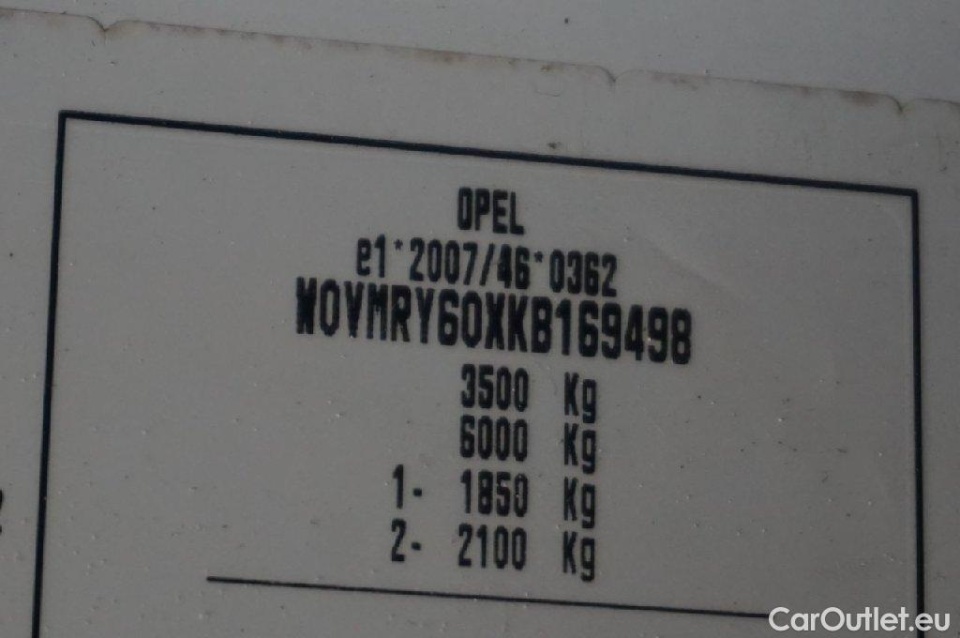 OPEL
e1*2007/46*0362
W0VMRY60XKB169498
3500 Kg
6000 Kg
1- 1850 Kg
2- 2100 Kg
CarOutlet.eu